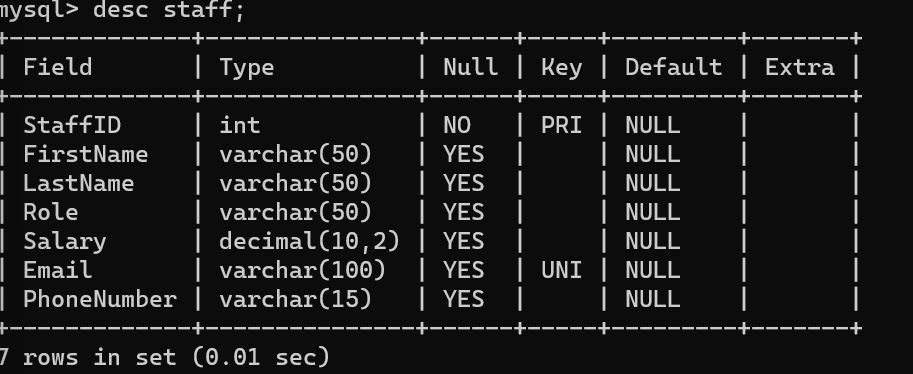 mysql> desc staff;
+-------------+---------------+------+-----+---------+-------+
| Field       | Type          | Null | Key | Default | Extra |
+-------------+---------------+------+-----+---------+-------+
| StaffID     | int           | NO   | PRI | NULL    |       |
| FirstName   | varchar(50)   | YES  |     | NULL    |       |
| LastName    | varchar(50)   | YES  |     | NULL    |       |
| Role        | varchar(50)   | YES  |     | NULL    |       |
| Salary      | decimal(10,2) | YES  |     | NULL    |       |
| Email       | varchar(100)  | YES  | UNI | NULL    |       |
| PhoneNumber | varchar(15)   | YES  |     | NULL    |       |
+-------------+---------------+------+-----+---------+-------+
7 rows in set (0.01 sec)